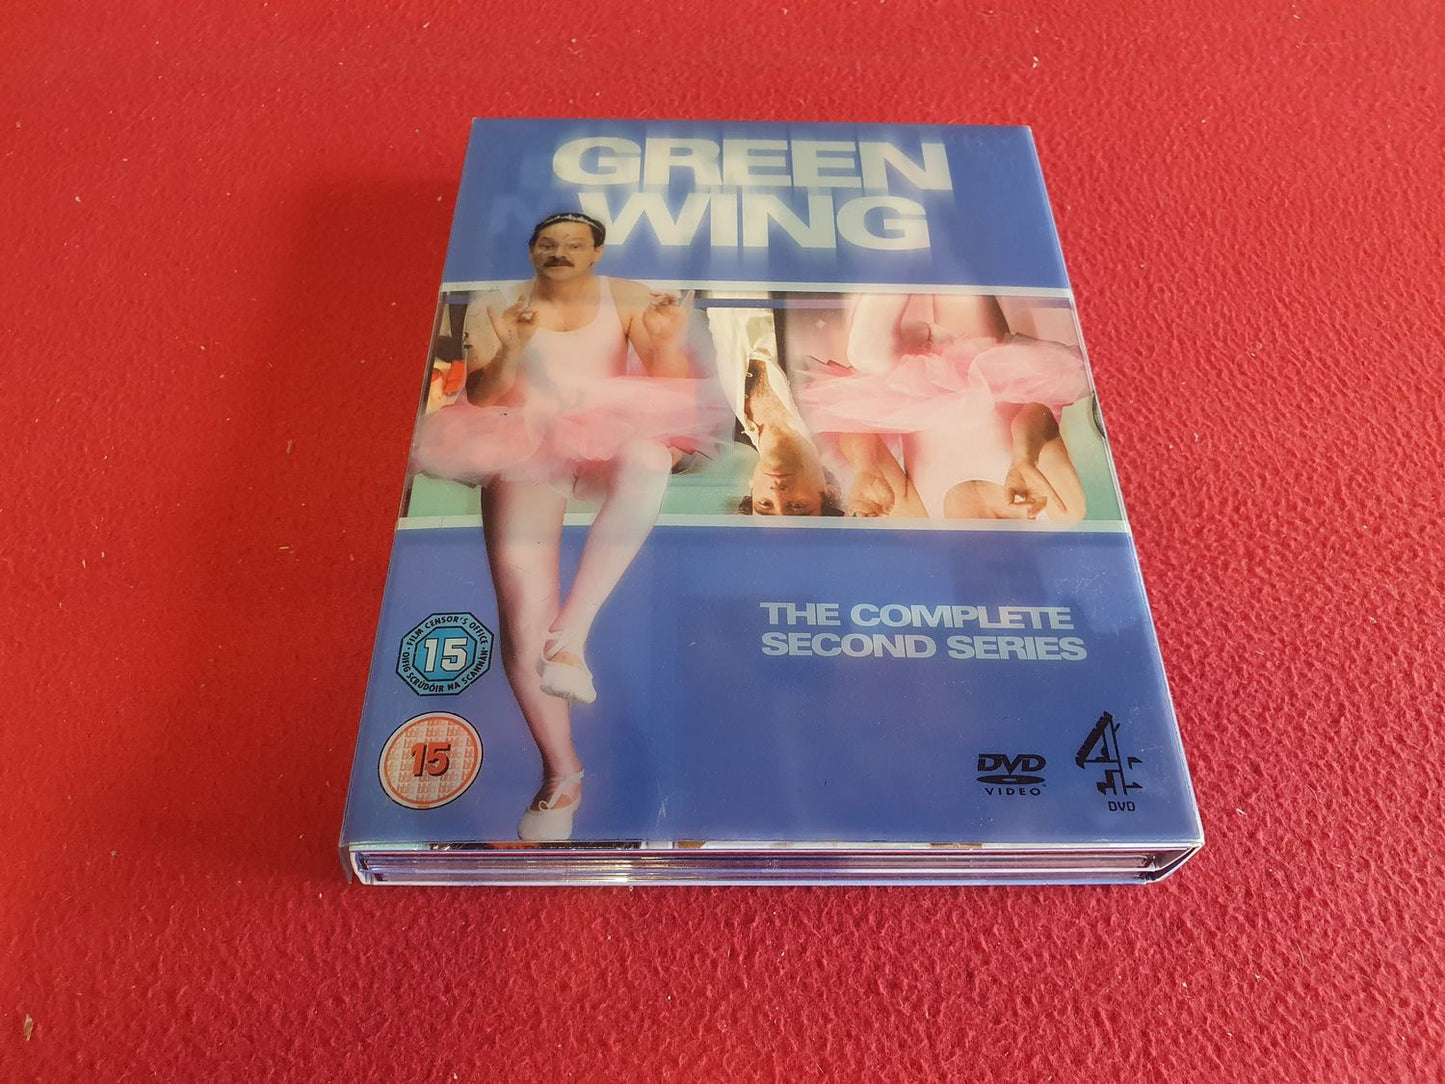 GREEN
WING
THE COMPLETE
SECOND SERIES
· FILM CENSOR'S OFFICE ·
15
OIFIG SCRÚDÓIR NA SCANNÁN
15
DVD
VIDEO
4
DVD